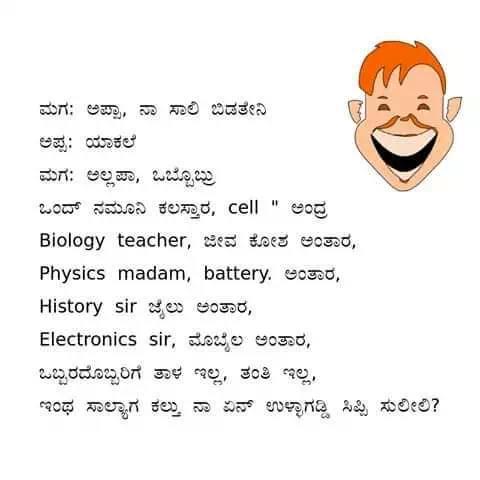 ಮಗ: ಅಪ್ಪಾ, ನಾ ಸಾಲಿ ಬಿಡತೇನಿ
ಅಪ್ಪ: ಯಾಕಲೆ
ಮಗ: ಅಲ್ಲಪಾ, ಒಬ್ಬೊಬ್ರು
ಒಂದ್ ನಮೂನಿ ಕಲಸ್ತಾರ, cell " ಅಂದ್ರ
Biology teacher, ಜೀವ ಕೋಶ ಅಂತಾರ,
Physics madam, battery. ಅಂತಾರ,
History sir ಜೈಲು ಅಂತಾರ,
Electronics sir, ಮೊಬೈಲ ಅಂತಾರ,
ಒಬ್ಬರದೊಬ್ಬರಿಗೆ ತಾಳ ಇಲ್ಲ, ತಂತಿ ಇಲ್ಲ,
ಇಂಥ ಸಾಲ್ಯಾಗ ಕಲ್ತು ನಾ ಏನ್ ಉಳ್ಳಾಗಡ್ಡಿ ಸಿಪ್ಪಿ ಸುಲೀಲಿ?